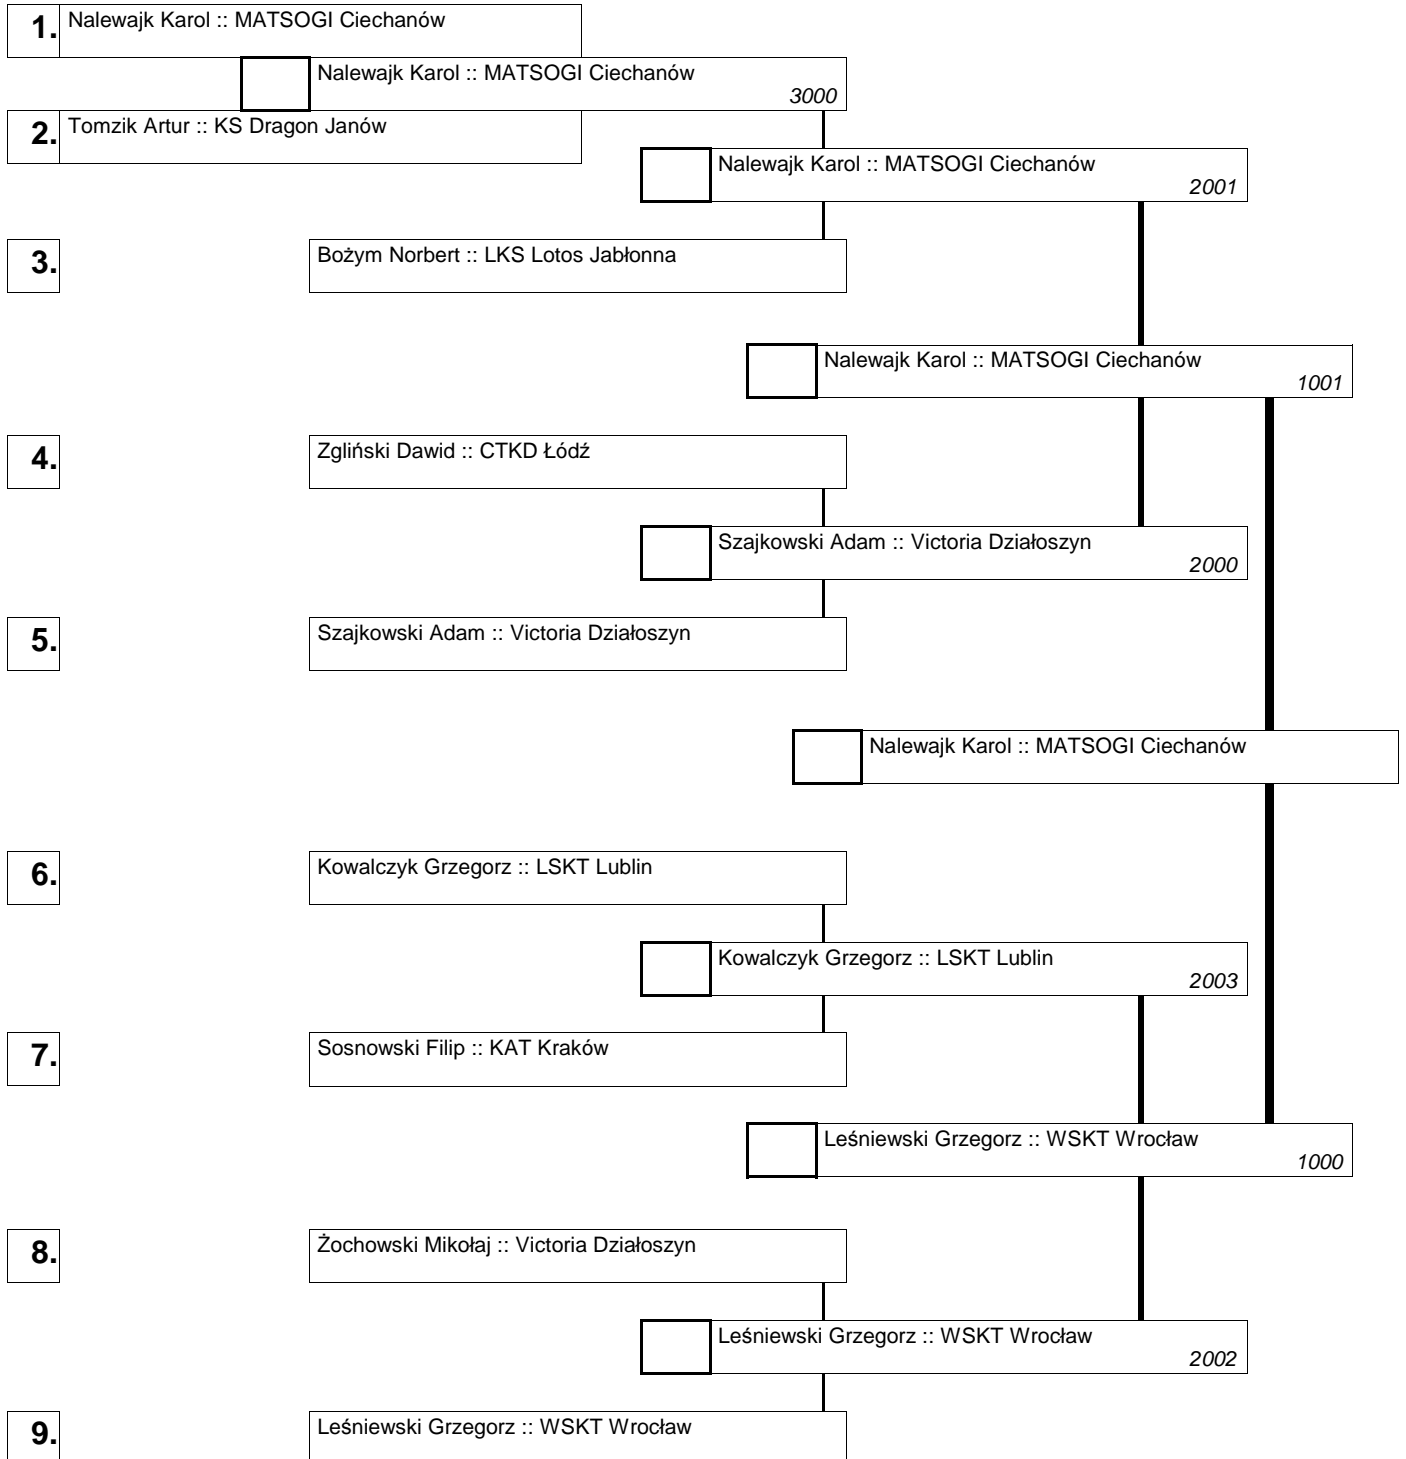 1. Nalewajk Karol :: MATSOGI Ciechanów
Nalewajk Karol :: MATSOGI Ciechanów
3000
2. Tomzik Artur :: KS Dragon Janów
Nalewajk Karol :: MATSOGI Ciechanów
2001
3. Bożym Norbert :: LKS Lotos Jabłonna
Nalewajk Karol :: MATSOGI Ciechanów
1001
4. Zgliński Dawid :: CTKD Łódź
Szajkowski Adam :: Victoria Działoszyn
2000
5. Szajkowski Adam :: Victoria Działoszyn
Nalewajk Karol :: MATSOGI Ciechanów
6. Kowalczyk Grzegorz :: LSKT Lublin
Kowalczyk Grzegorz :: LSKT Lublin
2003
7. Sosnowski Filip :: KAT Kraków
Leśniewski Grzegorz :: WSKT Wrocław
1000
8. Żochowski Mikołaj :: Victoria Działoszyn
Leśniewski Grzegorz :: WSKT Wrocław
2002
9. Leśniewski Grzegorz :: WSKT Wrocław